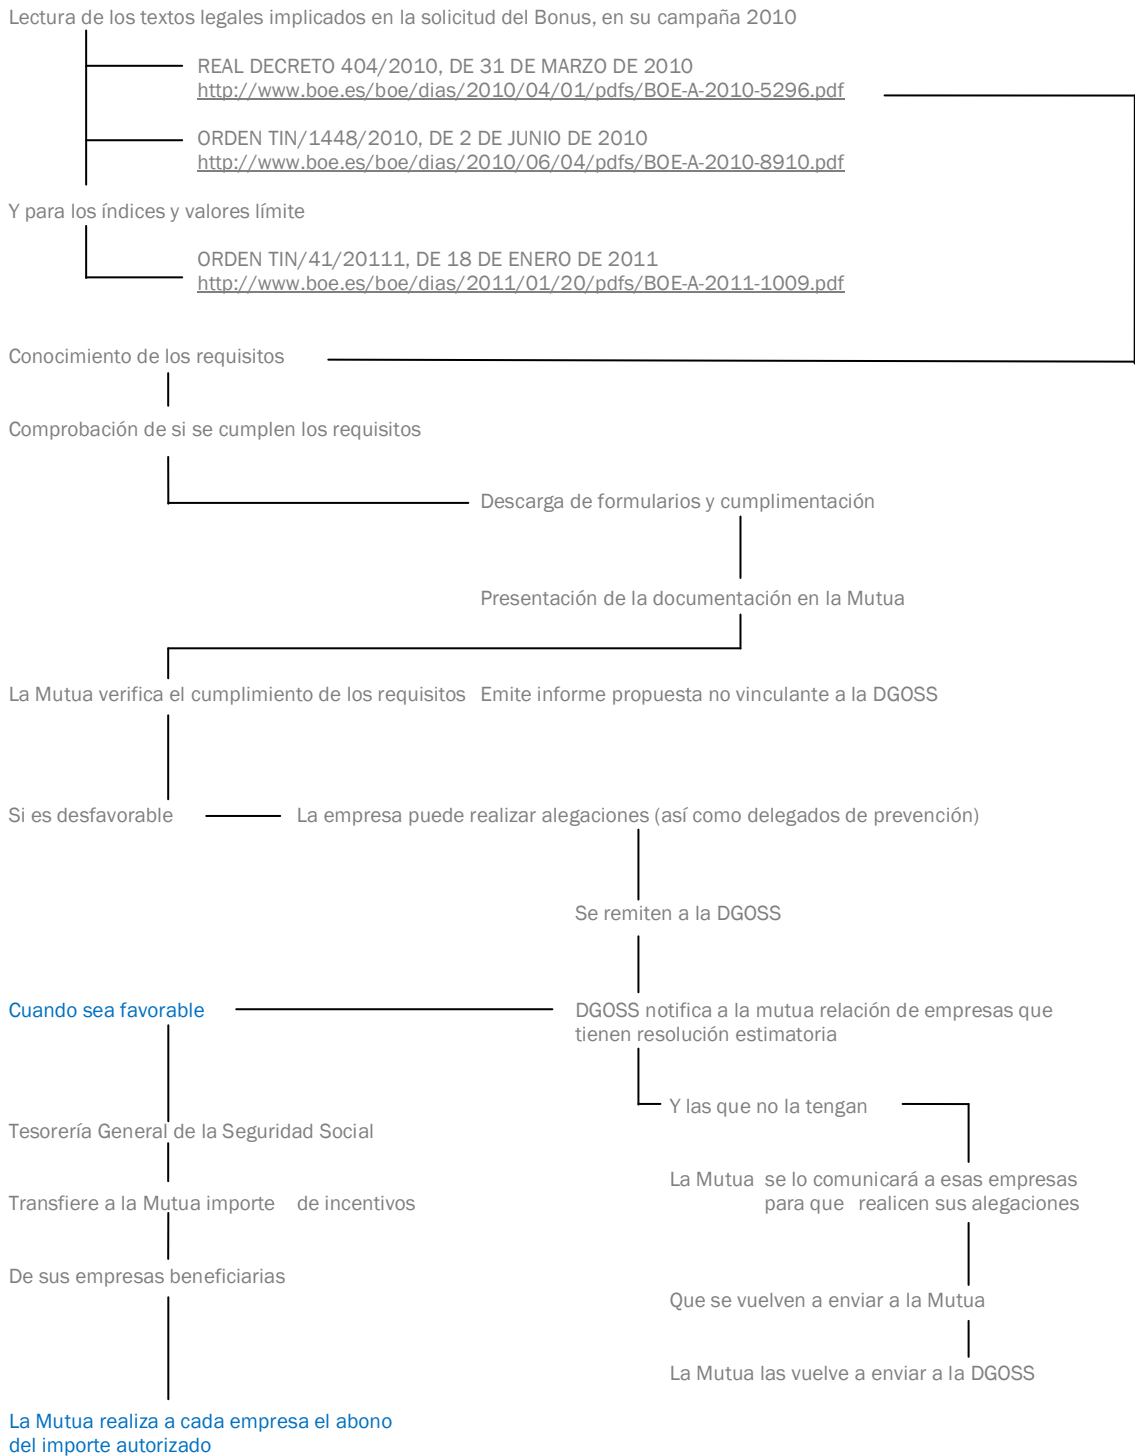 Lectura de los textos legales implicados en la solicitud del Bonus, en su campaña 2010
REAL DECRETO 404/2010, DE 31 DE MARZO DE 2010
http://www.boe.es/boe/dias/2010/04/01/pdfs/BOE-A-2010-5296.pdf
ORDEN TIN/1448/2010, DE 2 DE JUNIO DE 2010
http://www.boe.es/boe/dias/2010/06/04/pdfs/BOE-A-2010-8910.pdf
Y para los índices y valores límite
ORDEN TIN/41/20111, DE 18 DE ENERO DE 2011
http://www.boe.es/boe/dias/2011/01/20/pdfs/BOE-A-2011-1009.pdf
Conocimiento de los requisitos
Comprobación de si se cumplen los requisitos
Descarga de formularios y cumplimentación
Presentación de la documentación en la Mutua
La Mutua verifica el cumplimiento de los requisitos Emite informe propuesta no vinculante a la DGOSS
Si es desfavorable
La empresa puede realizar alegaciones (así como delegados de prevención)
Se remiten a la DGOSS
Cuando sea favorable
DGOSS notifica a la mutua relación de empresas que
tienen resolución estimatoria
Y las que no la tengan
Tesorería General de la Seguridad Social
La Mutua se lo comunicará a esas empresas
para que realicen sus alegaciones
Transfiere a la Mutua importe de incentivos
De sus empresas beneficiarias
Que se vuelven a enviar a la Mutua
La Mutua las vuelve a enviar a la DGOSS
La Mutua realiza a cada empresa el abono
del importe autorizado